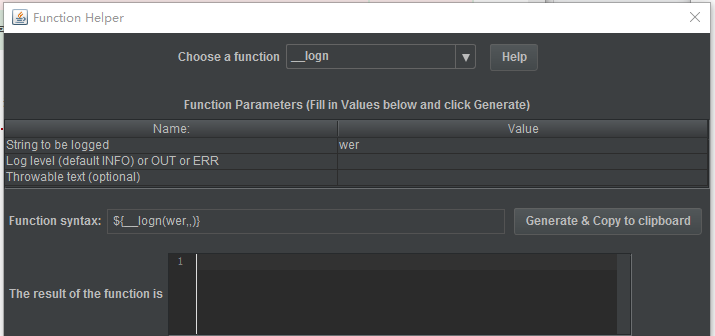 Function Helper
Choose a function __logn Help
Function Parameters (Fill in Values below and click Generate)
Name: Value
String to be logged wer
Log level (default INFO) or OUT or ERR
Throwable text (optional)
Function syntax: ${__logn(wer,,)} Generate & Copy to clipboard
1
The result of the function is